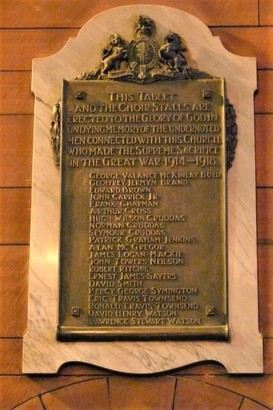 THIS TABLET
AND THE CHOIR STALLS ARE
ERECTED TO THE GLORY OF GOD IN
UNDYING MEMORY OF THE UNDERNOTED
MEN CONNECTED WITH THIS CHURCH
WHO MADE THE SUPREME SACRIFICE
IN THE GREAT WAR 1914-1918
GEORGE VALANCE MCKINLAY BOYD
GEOFFREY JERMYN BRAND
EDWARD BROWN
JOHN CARRICK JR
FRANK CHAPMAN
ARTHUR CROSS
HUGH WILSON CRUDDAS
NORMAN CRUDDAS
SEYMOUR CRUDDAS
PATRICK GRAHAM JENKINS
ALAN MCGREGOR
JAMES LOGAN MACKIE
JOHN TOWERS NEILSON
ROBERT RITCHIE
ERNEST JAMES SAYERS
DAVID SMITH
PERCY GEORGE SYMINGTON
ERIC TRAVIS TOWNSEND
RONALD TRAVIS TOWNSEND
DAVID HENRY WATSON
LAWRENCE STEWART WATSON